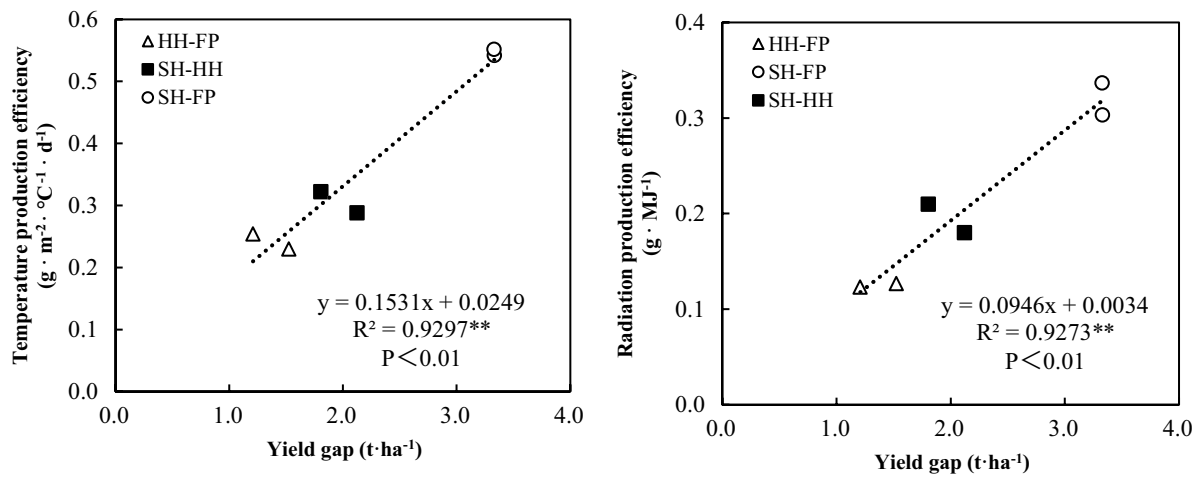 Temperature production efficiency
(g · m⁻² · °C⁻¹ · d⁻¹)
0.6
0.5
0.4
0.3
0.2
0.1
0.0
HH-FP
SH-HH
SH-FP
y = 0.1531x + 0.0249
R² = 0.9297**
P＜0.01
0.0 1.0 2.0 3.0 4.0
Yield gap (t·ha⁻¹)
Radiation production efficiency
(g · MJ⁻¹)
0.4
0.3
0.2
0.1
0.0
HH-FP
SH-FP
SH-HH
y = 0.0946x + 0.0034
R² = 0.9273**
P＜0.01
0.0 1.0 2.0 3.0 4.0
Yield gap (t·ha⁻¹)